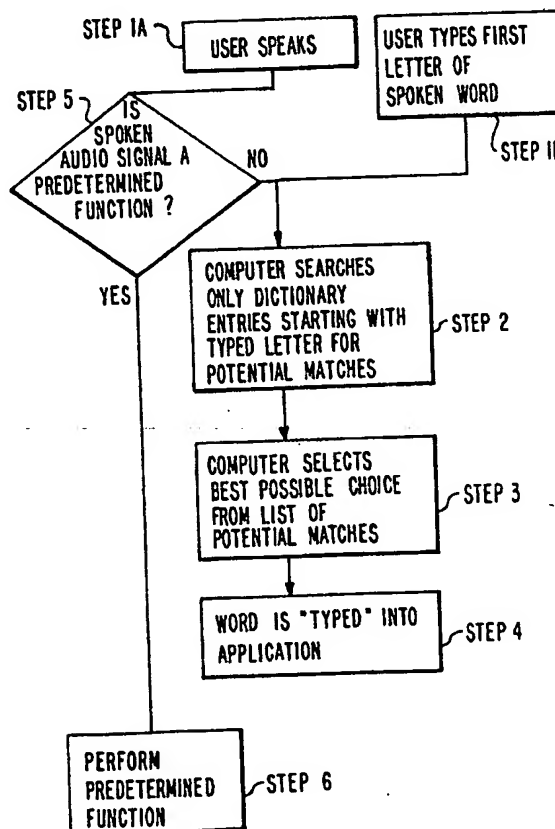 STEP 1A
USER SPEAKS
USER TYPES FIRST
LETTER OF
SPOKEN WORD
STEP 5
IS
SPOKEN
AUDIO SIGNAL A
PREDETERMINED
FUNCTION ?
NO
YES
COMPUTER SEARCHES
ONLY DICTIONARY
ENTRIES STARTING WITH
TYPED LETTER FOR
POTENTIAL MATCHES
STEP 2
COMPUTER SELECTS
BEST POSSIBLE CHOICE
FROM LIST OF
POTENTIAL MATCHES
STEP 3
WORD IS "TYPED" INTO
APPLICATION
STEP 4
PERFORM
PREDETERMINED
FUNCTION
STEP 6
STEP